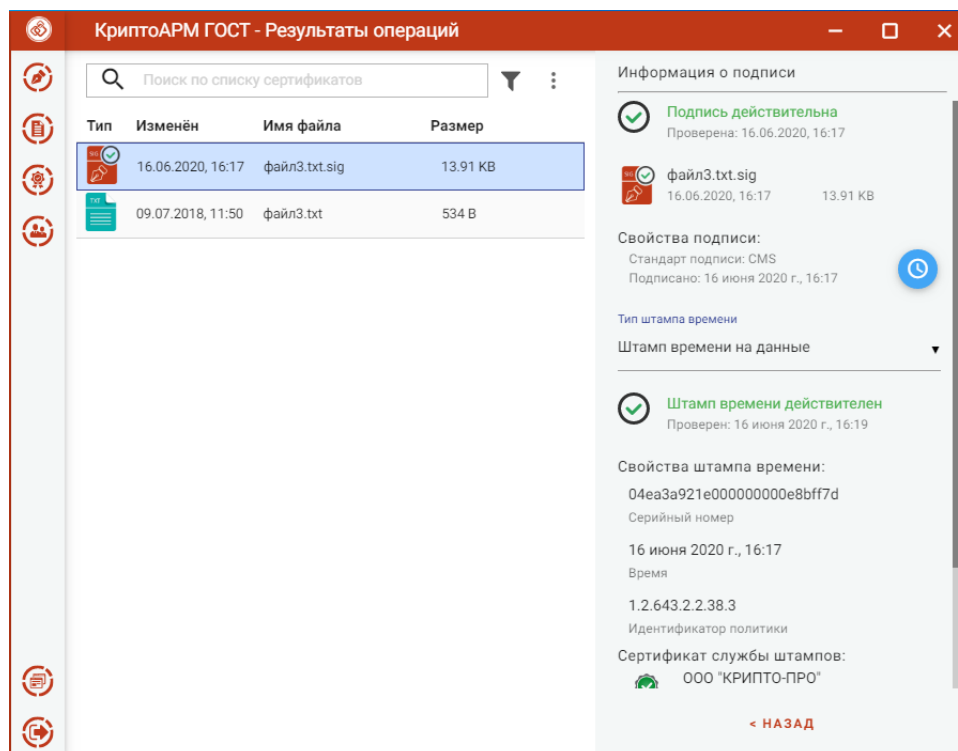 КриптоАРМ ГОСТ - Результаты операций
Поиск по списку сертификатов
Тип Изменён Имя файла Размер
SIG 16.06.2020, 16:17 файл3.txt.sig 13.91 KB
TXT 09.07.2018, 11:50 файл3.txt 534 B
Информация о подписи
Подпись действительна
Проверена: 16.06.2020, 16:17
SIG файл3.txt.sig
16.06.2020, 16:17 13.91 KB
Свойства подписи:
Стандарт подписи: CMS
Подписано: 16 июня 2020 г., 16:17
Тип штампа времени
Штамп времени на данные
Штамп времени действителен
Проверен: 16 июня 2020 г., 16:19
Свойства штампа времени:
04ea3a921e000000000e8bff7d
Серийный номер
16 июня 2020 г., 16:17
Время
1.2.643.2.2.38.3
Идентификатор политики
Сертификат службы штампов:
ООО "КРИПТО-ПРО"
< НАЗАД